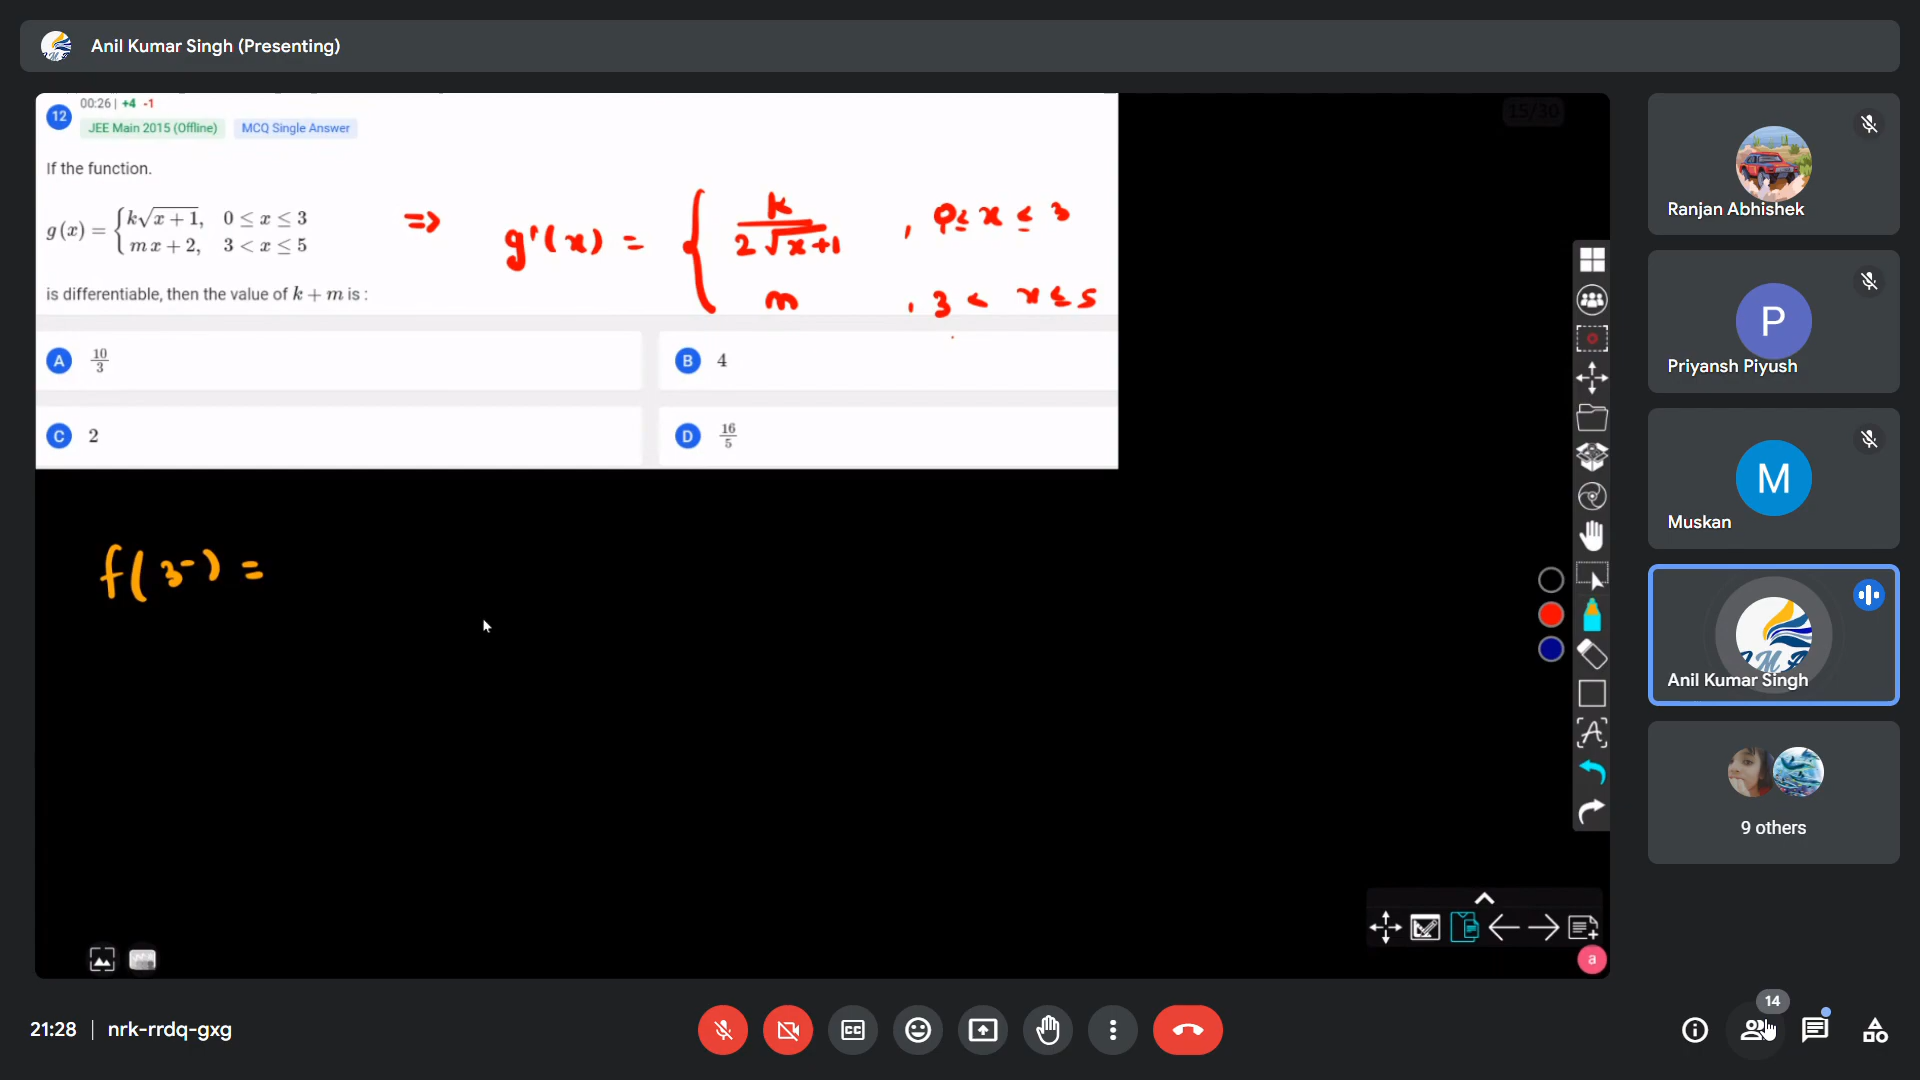 Anil Kumar Singh (Presenting)
12
00:26 | +4 -1
JEE Main 2015 (Offline) MCQ Single Answer
15/30
If the function.
g(x) = { k√(x+1), 0 ≤ x ≤ 3
mx + 2, 3 < x ≤ 5
⇒ g'(x) = { k / 2√(x+1) , 0 ≤ x ≤ 3
m , 3 < x ≤ 5
is differentiable, then the value of k + m is :
A 10/3
B 4
C 2
D 16/5
f(3⁻) =
Ranjan Abhishek
P
Priyansh Piyush
M
Muskan
Anil Kumar Singh
9 others
A
a
21:28 | nrk-rrdq-gxg
CC
14